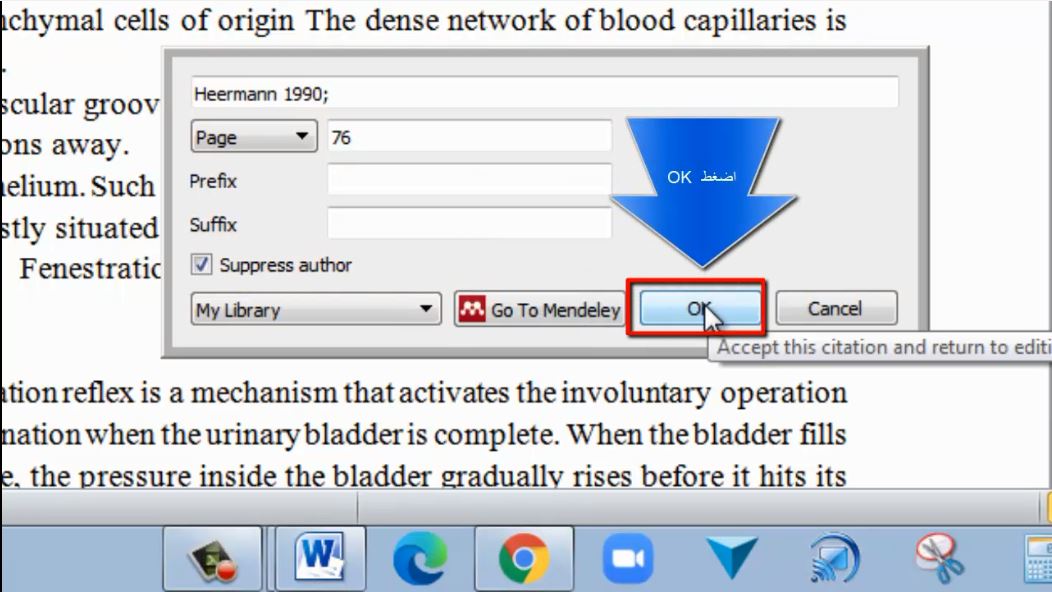 nchymal cells of origin The dense network of blood capillaries is
scular groov
ons away.
elium. Such
stly situated
Fenestratio
Heermann 1990;
Page 76
Prefix
Suffix
Suppress author
My Library Go To Mendeley OK Cancel
اضغط OK
Accept this citation and return to editi
ation reflex is a mechanism that activates the involuntary operation
nation when the urinary bladder is complete. When the bladder fills
e, the pressure inside the bladder gradually rises before it hits its
W